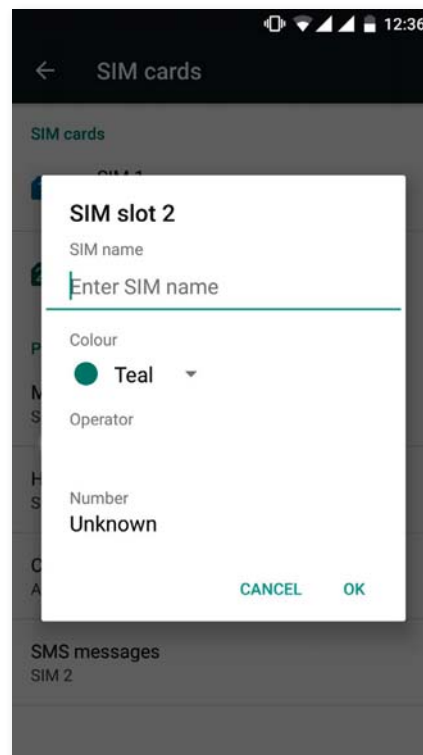 12:36
SIM cards
SIM cards
SIM slot 2
SIM name
Enter SIM name
Colour
Teal
Operator
Number
Unknown
CANCEL OK
SMS messages
SIM 2